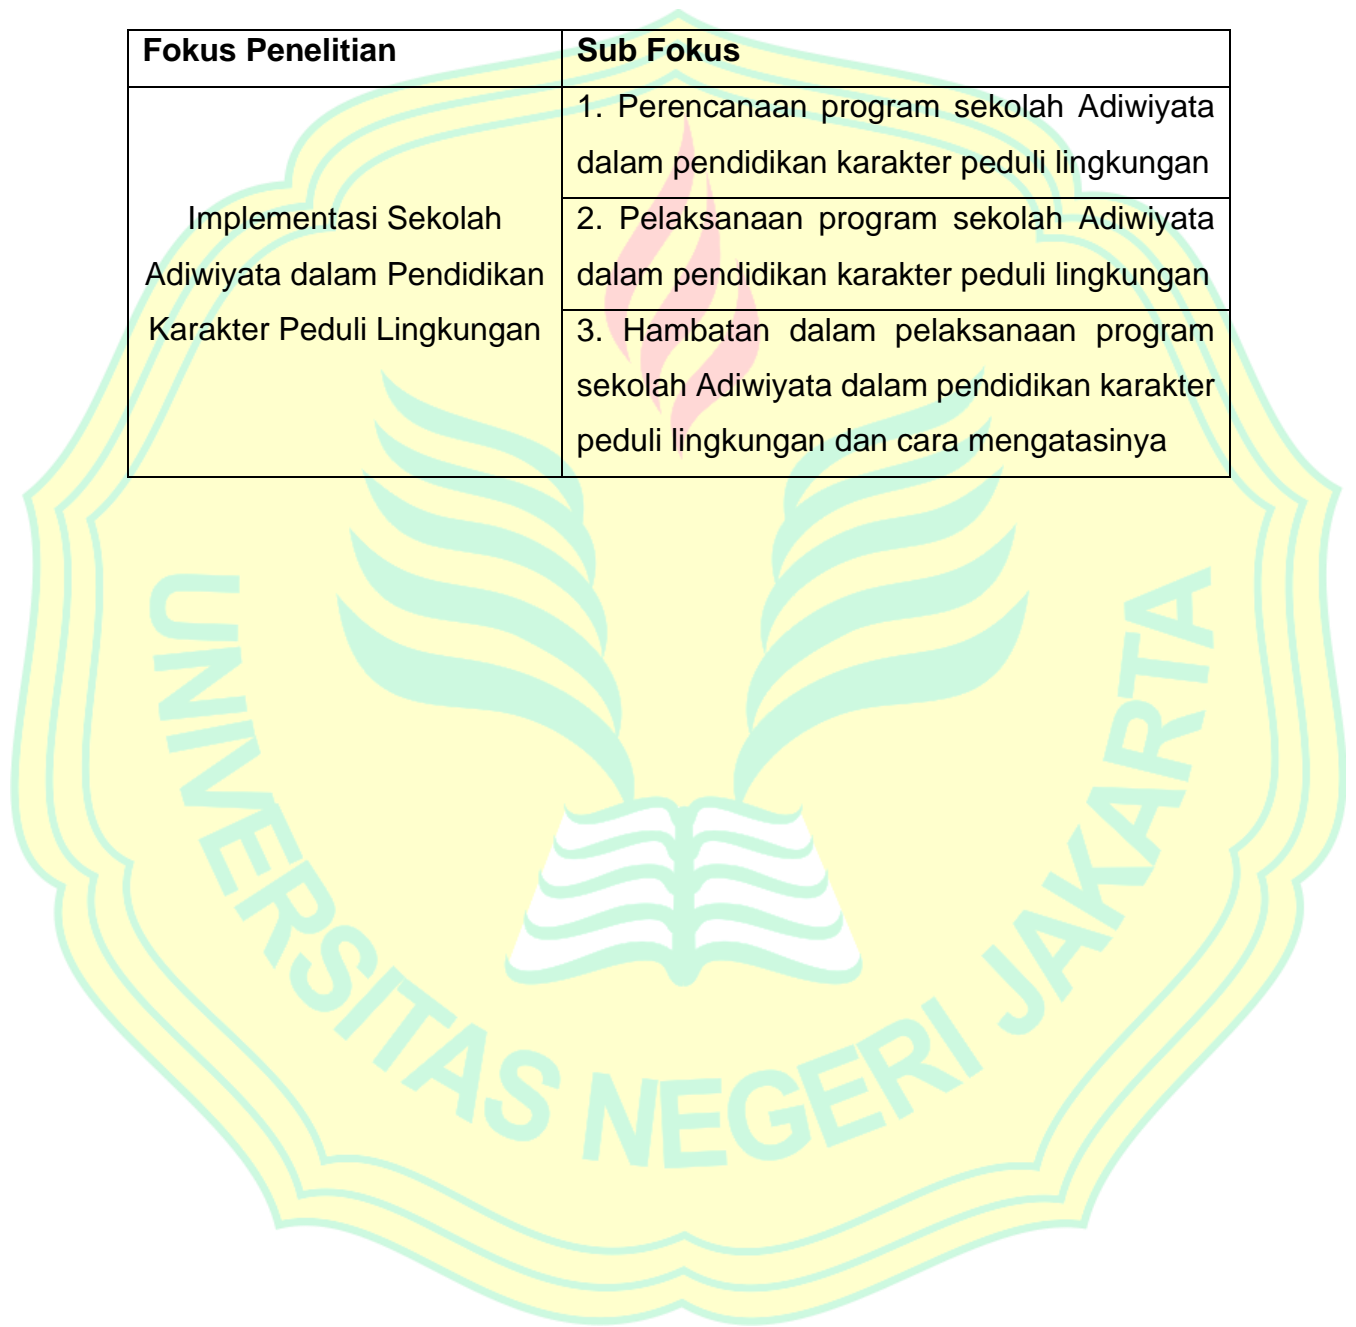 Fokus Penelitian
Sub Fokus
Implementasi Sekolah
Adiwiyata dalam Pendidikan
Karakter Peduli Lingkungan
1. Perencanaan program sekolah Adiwiyata
dalam pendidikan karakter peduli lingkungan
2. Pelaksanaan program sekolah Adiwiyata
dalam pendidikan karakter peduli lingkungan
3. Hambatan dalam pelaksanaan program
sekolah Adiwiyata dalam pendidikan karakter
peduli lingkungan dan cara mengatasinya
UNIVERSITAS NEGERI JAKARTA